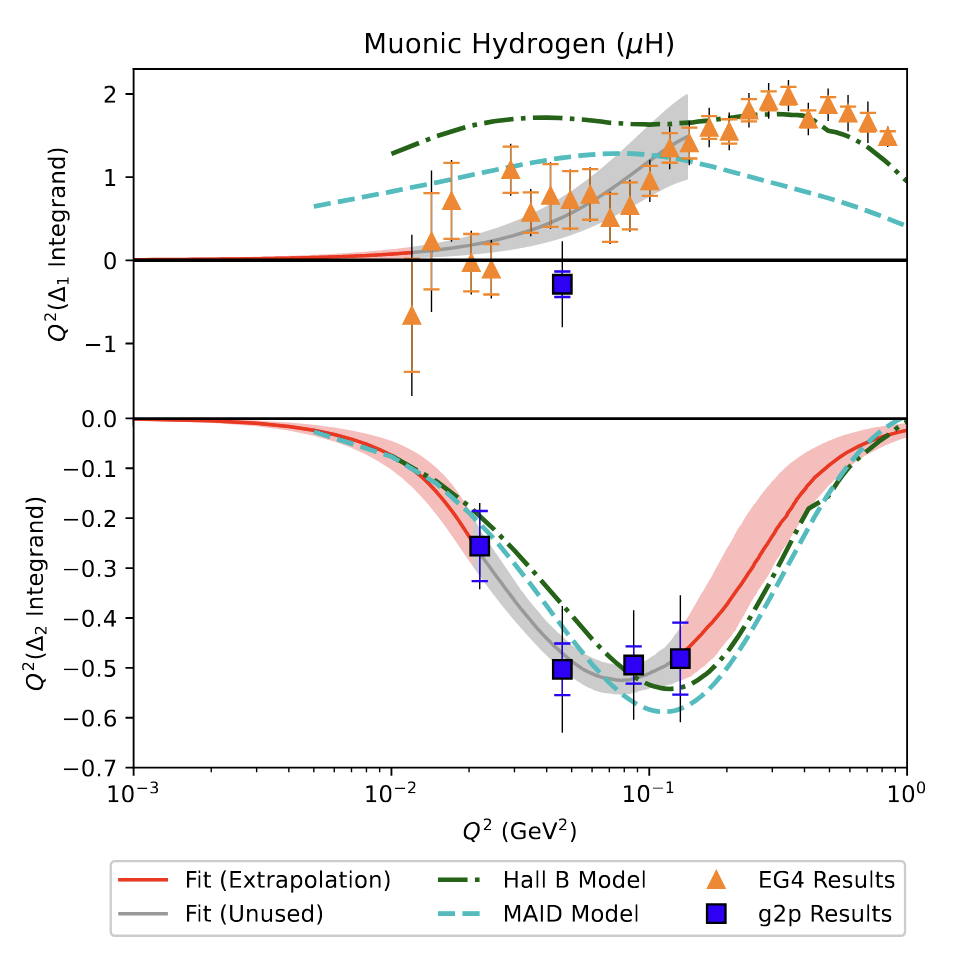 Muonic Hydrogen (μH)
2
1
0
−1
Q²(Δ₁ Integrand)
0.0
−0.1
−0.2
−0.3
−0.4
−0.5
−0.6
−0.7
Q²(Δ₂ Integrand)
10⁻³ 10⁻² 10⁻¹ 10⁰
Q² (GeV²)
Fit (Extrapolation) Hall B Model EG4 Results
Fit (Unused) MAID Model g2p Results